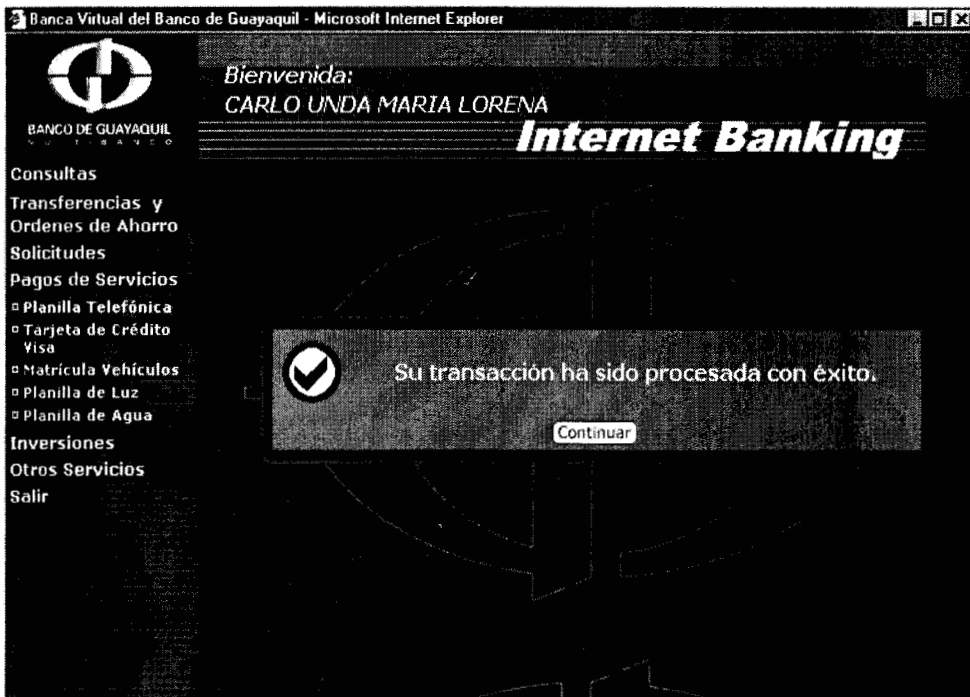 Banca Virtual del Banco de Guayaquil - Microsoft Internet Explorer
BANCO DE GUAYAQUIL
MULTI-BANCO
Bienvenida:
CARLO UNDA MARIA LORENA
Internet Banking
Consultas
Transferencias y
Ordenes de Ahorro
Solicitudes
Pagos de Servicios
Planilla Telefónica
Tarjeta de Crédito
Visa
Matrícula Vehículos
Planilla de Luz
Planilla de Agua
Inversiones
Otros Servicios
Salir
Su transacción ha sido procesada con éxito.
Continuar